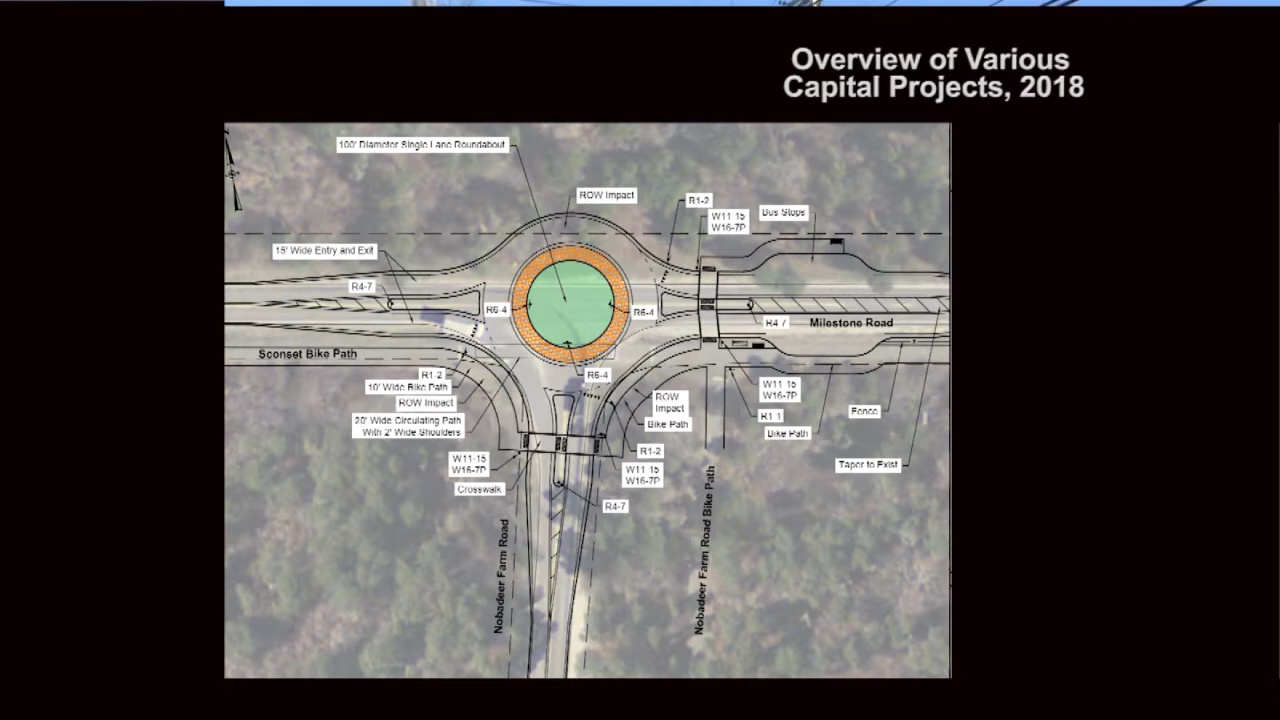 Overview of Various
Capital Projects, 2018
100' Diameter Single Lane Roundabout
ROW Impact
R1-2
W11-15
W16-7P
Bus Stops
15' Wide Entry and Exit
R4-7
R6-4
R6-4
R4-7
Milestone Road
Sconset Bike Path
R1-2
10' Wide Bike Path
ROW Impact
20' Wide Circulating Path
With 2' Wide Shoulders
R6-4
ROW
Impact
Bike Path
W11-15
W16-7P
R1-1
Bike Path
Fence
Taper to Exist
W11-15
W16-7P
Crosswalk
R1-2
W11-15
W16-7P
R4-7
Nobadeer Farm Road
Nobadeer Farm Road Bike Path